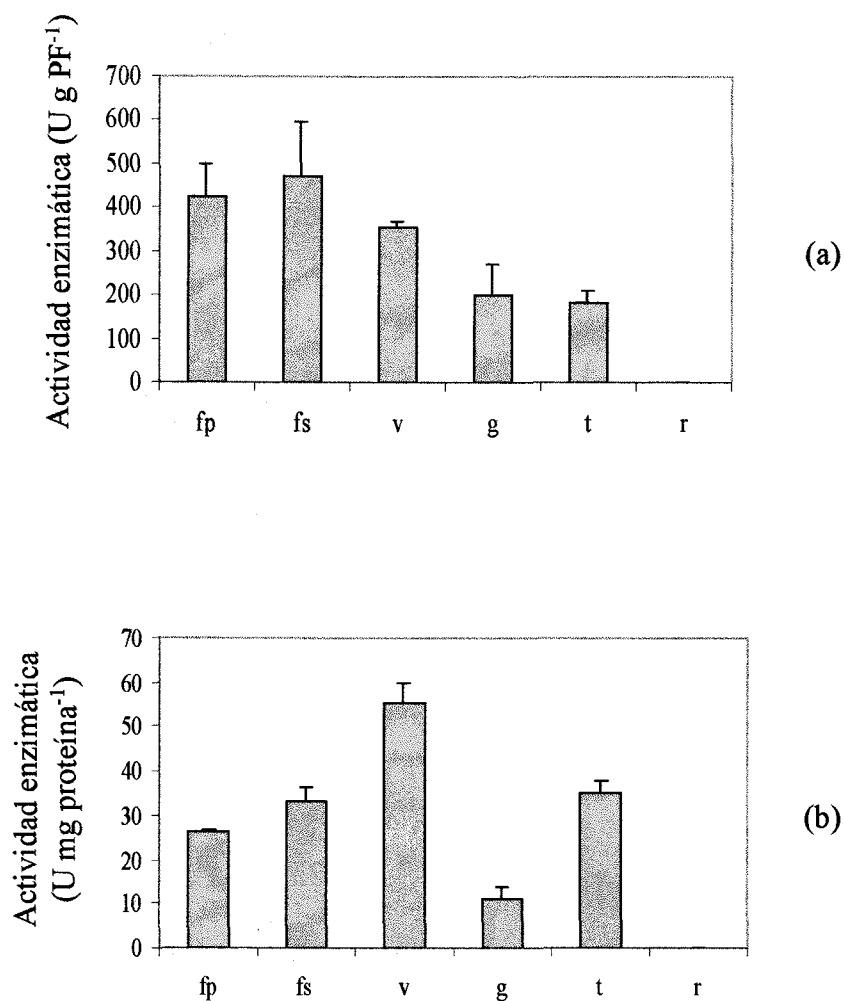 Actividad enzimática (U g PF⁻¹)
700
600
500
400
300
200
100
0
fp fs v g t r
(a)
Actividad enzimática
(U mg proteína⁻¹)
70
60
50
40
30
20
10
0
fp fs v g t r
(b)